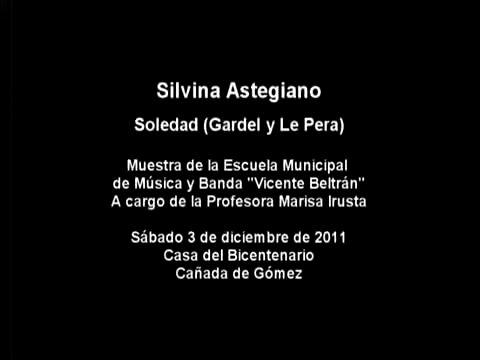 Silvina Astegiano
Soledad (Gardel y Le Pera)
Muestra de la Escuela Municipal
de Música y Banda "Vicente Beltrán"
A cargo de la Profesora Marisa Irusta
Sábado 3 de diciembre de 2011
Casa del Bicentenario
Cañada de Gómez